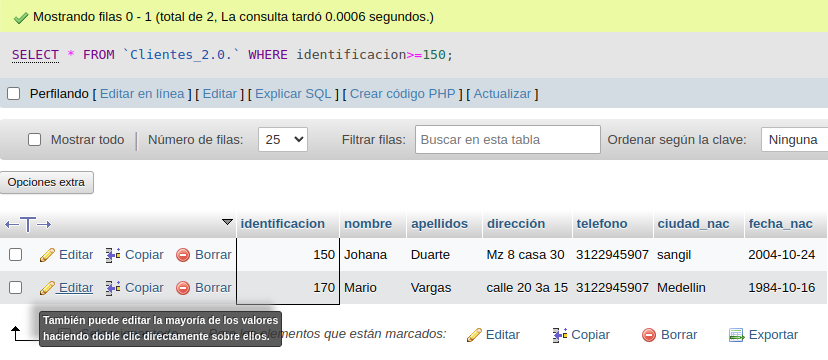 Mostrando filas 0 - 1 (total de 2, La consulta tardó 0.0006 segundos.)
SELECT * FROM `Clientes_2.0.` WHERE identificacion>=150;
Perfilando [ Editar en línea ] [ Editar ] [ Explicar SQL ] [ Crear código PHP ] [ Actualizar ]
Mostrar todo Número de filas: 25 Filtrar filas: Buscar en esta tabla Ordenar según la clave: Ninguna
Opciones extra
identificacion nombre apellidos dirección telefono ciudad_nac fecha_nac
Editar Copiar Borrar 150 Johana Duarte Mz 8 casa 30 3122945907 sangil 2004-10-24
Editar Copiar Borrar 170 Mario Vargas calle 20 3a 15 3122945907 Medellin 1984-10-16
También puede editar la mayoría de los valores
haciendo doble clic directamente sobre ellos.
elementos que están marcados: Editar Copiar Borrar Exportar